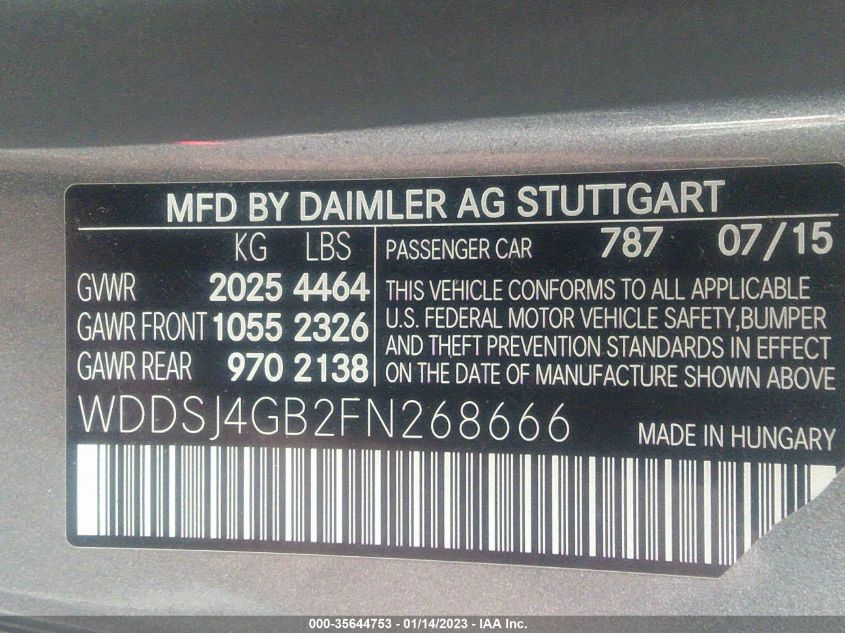 MFD BY DAIMLER AG STUTTGART
KG LBS
GVWR 2025 4464
GAWR FRONT 1055 2326
GAWR REAR 970 2138
PASSENGER CAR 787 07/15
THIS VEHICLE CONFORMS TO ALL APPLICABLE
U.S. FEDERAL MOTOR VEHICLE SAFETY,BUMPER
AND THEFT PREVENTION STANDARDS IN EFFECT
ON THE DATE OF MANUFACTURE SHOWN ABOVE
WDDSJ4GB2FN268666
MADE IN HUNGARY
000-35644753 - 01/14/2023 - IAA Inc.